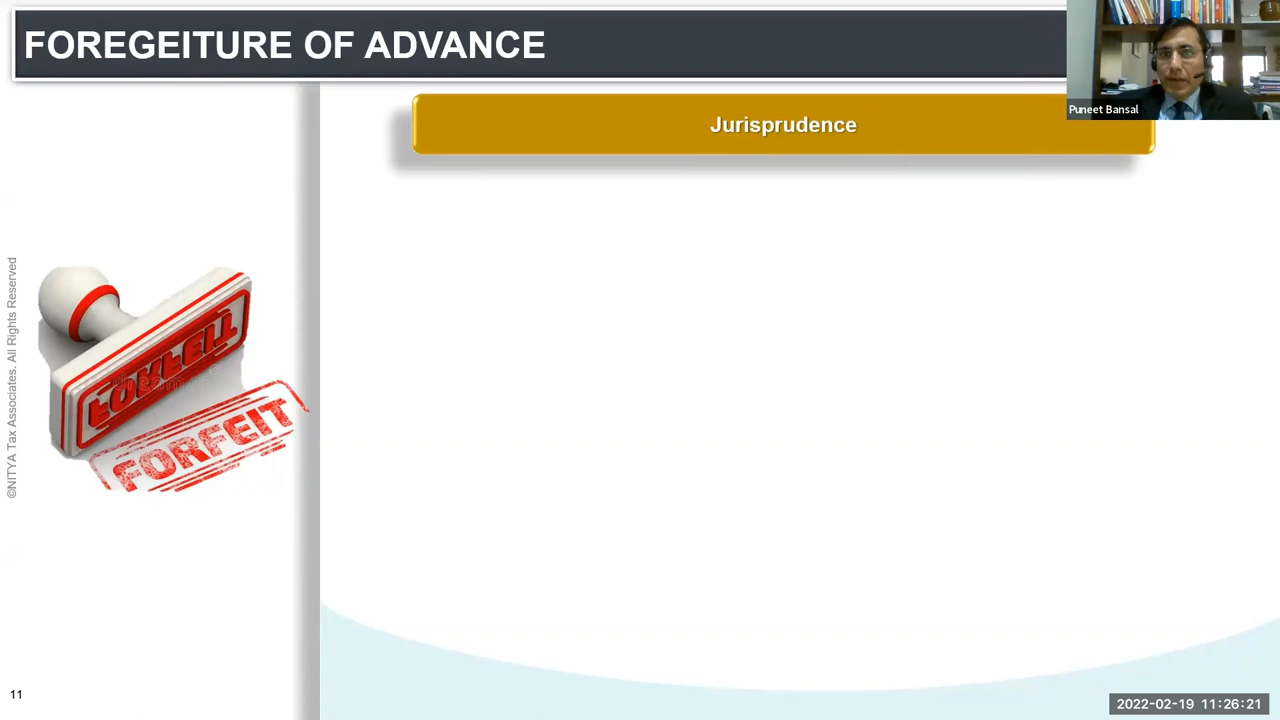 FOREGEITURE OF ADVANCE
Puneet Bansal
Jurisprudence
©NITYA Tax Associates. All Rights Reserved
FORFEIT
FORFEIT
11
2022-02-19 11:26:21